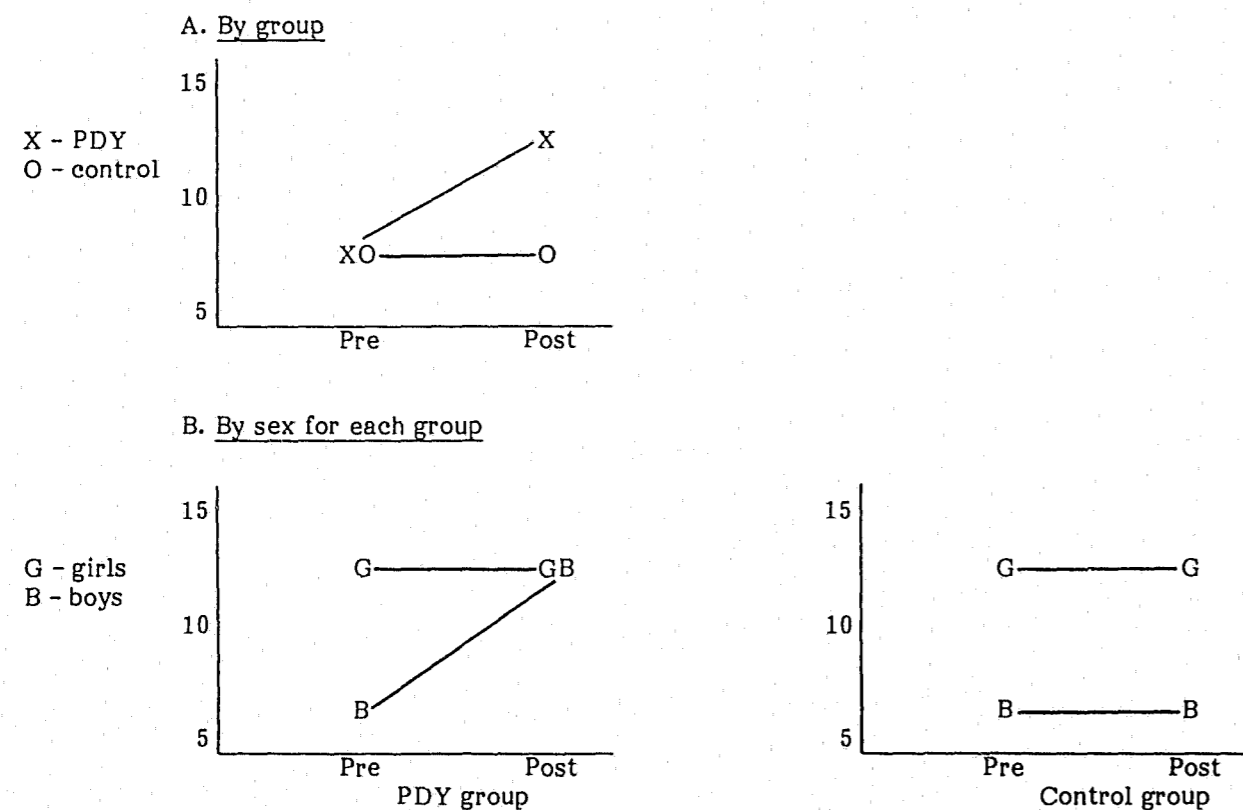 A. By group
15
X - PDY
O - control
X
10
XO
O
5
Pre Post
B. By sex for each group
15
15
G - girls
B - boys
G
GB
G
G
10
10
B
B
B
5
5
Pre Post
Pre Post
PDY group
Control group